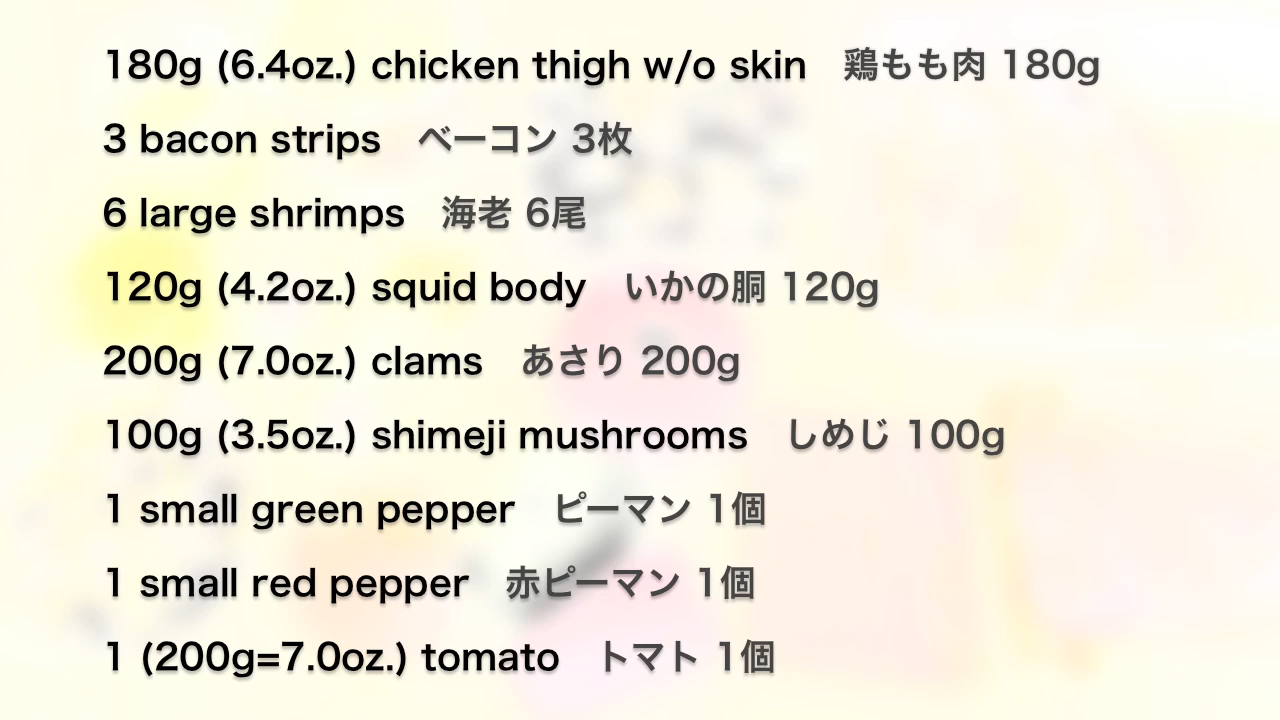 180g (6.4oz.) chicken thigh w/o skin　鶏もも肉 180g
3 bacon strips　ベーコン 3枚
6 large shrimps　海老 6尾
120g (4.2oz.) squid body　いかの胴 120g
200g (7.0oz.) clams　あさり 200g
100g (3.5oz.) shimeji mushrooms　しめじ 100g
1 small green pepper　ピーマン 1個
1 small red pepper　赤ピーマン 1個
1 (200g=7.0oz.) tomato　トマト 1個